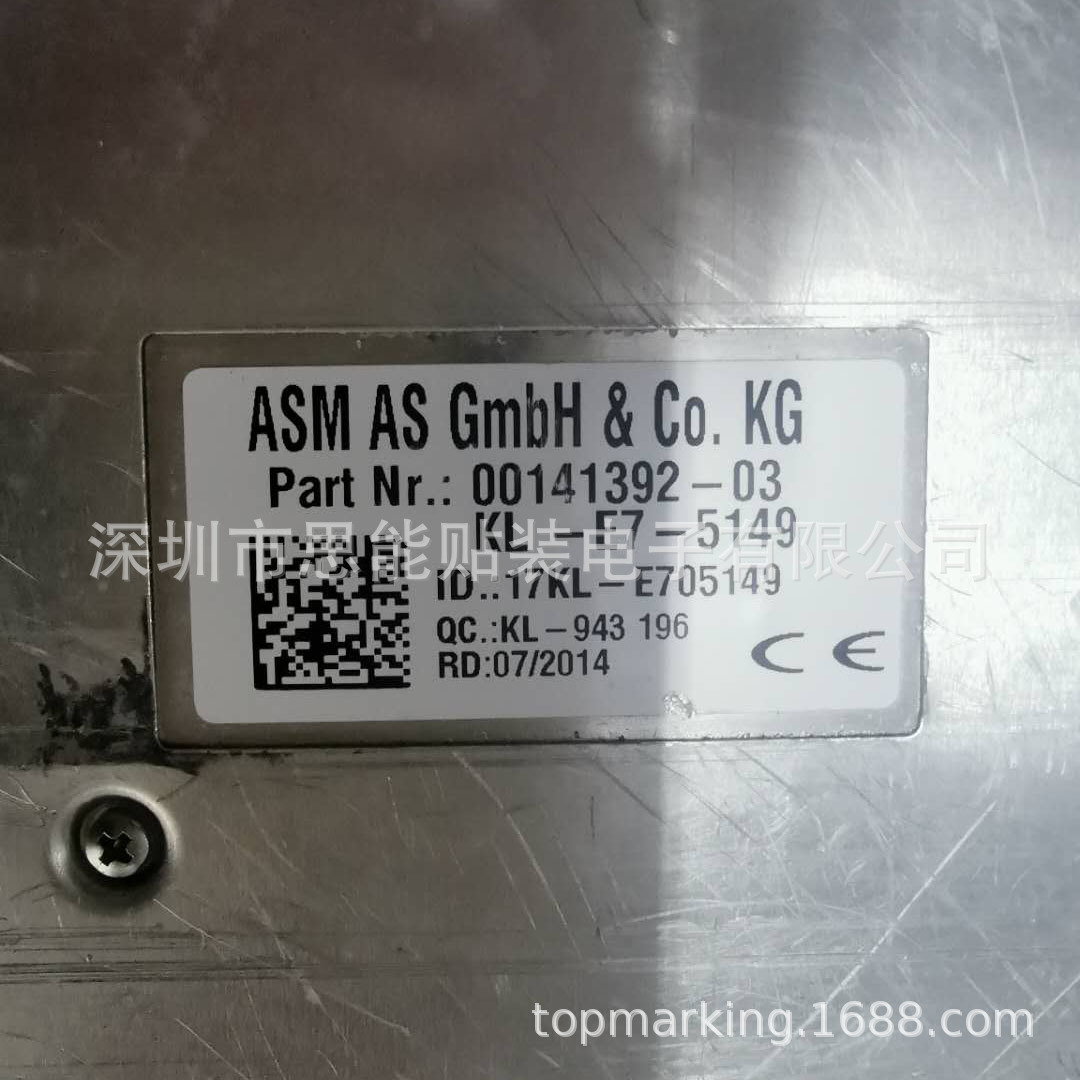 ASM AS GmbH & Co. KG
Part Nr.: 00141392-03
KL -E7-5149
深圳市思能贴装电子有限公司
ID.:17KL-E705149
QC.:KL-943 196
RD:07/2014
CE
topmarking.1688.com